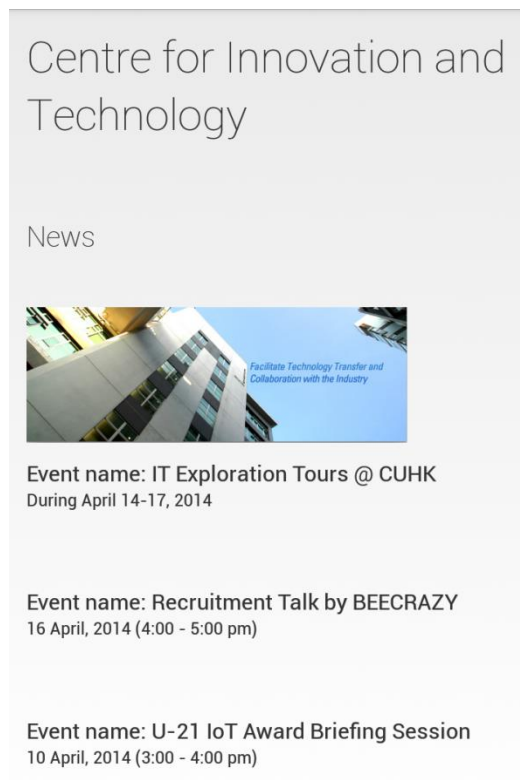 Centre for Innovation and
Technology
News
Facilitate Technology Transfer and
Collaboration with the Industry
Event name: IT Exploration Tours @ CUHK
During April 14-17, 2014
Event name: Recruitment Talk by BEECRAZY
16 April, 2014 (4:00 - 5:00 pm)
Event name: U-21 IoT Award Briefing Session
10 April, 2014 (3:00 - 4:00 pm)